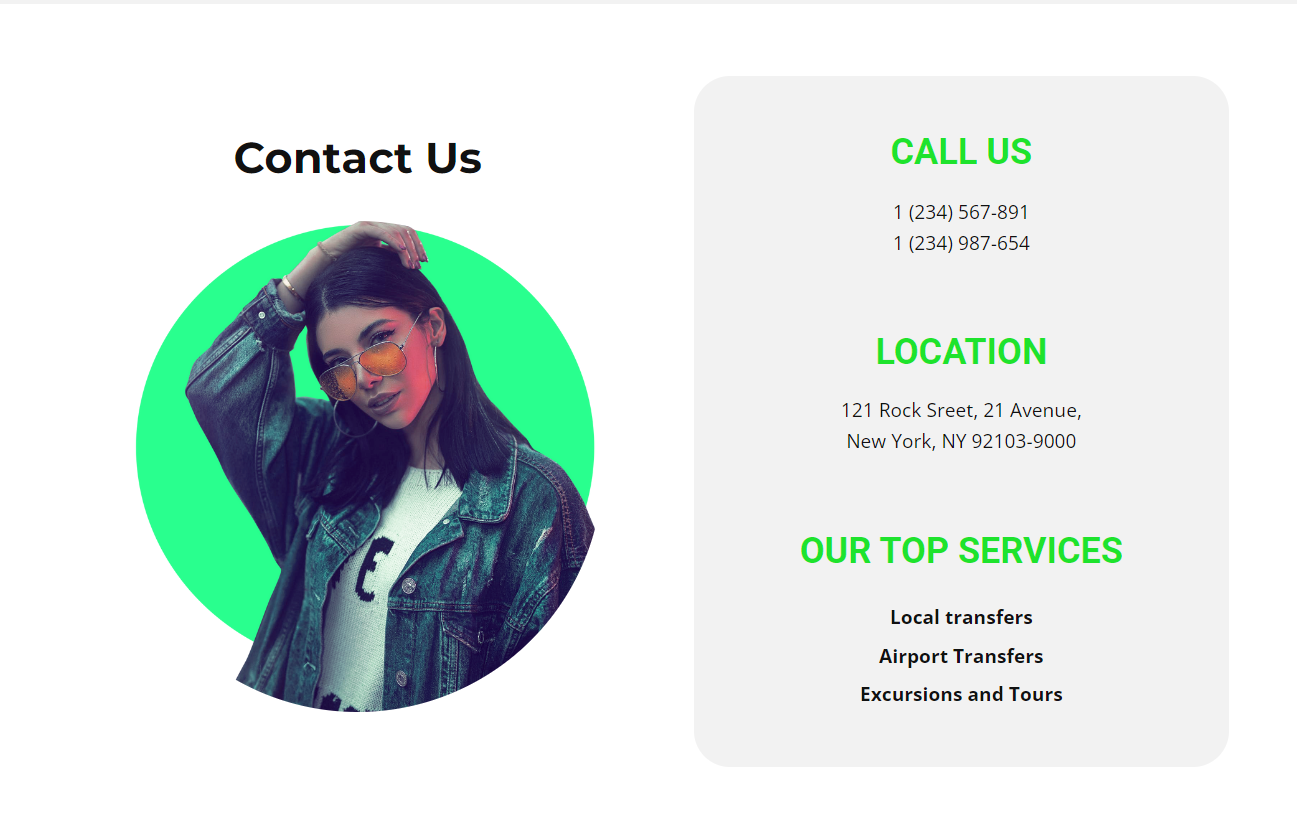 Contact Us
CALL US
1 (234) 567-891
1 (234) 987-654
LOCATION
121 Rock Sreet, 21 Avenue,
New York, NY 92103-9000
OUR TOP SERVICES
Local transfers
Airport Transfers
Excursions and Tours